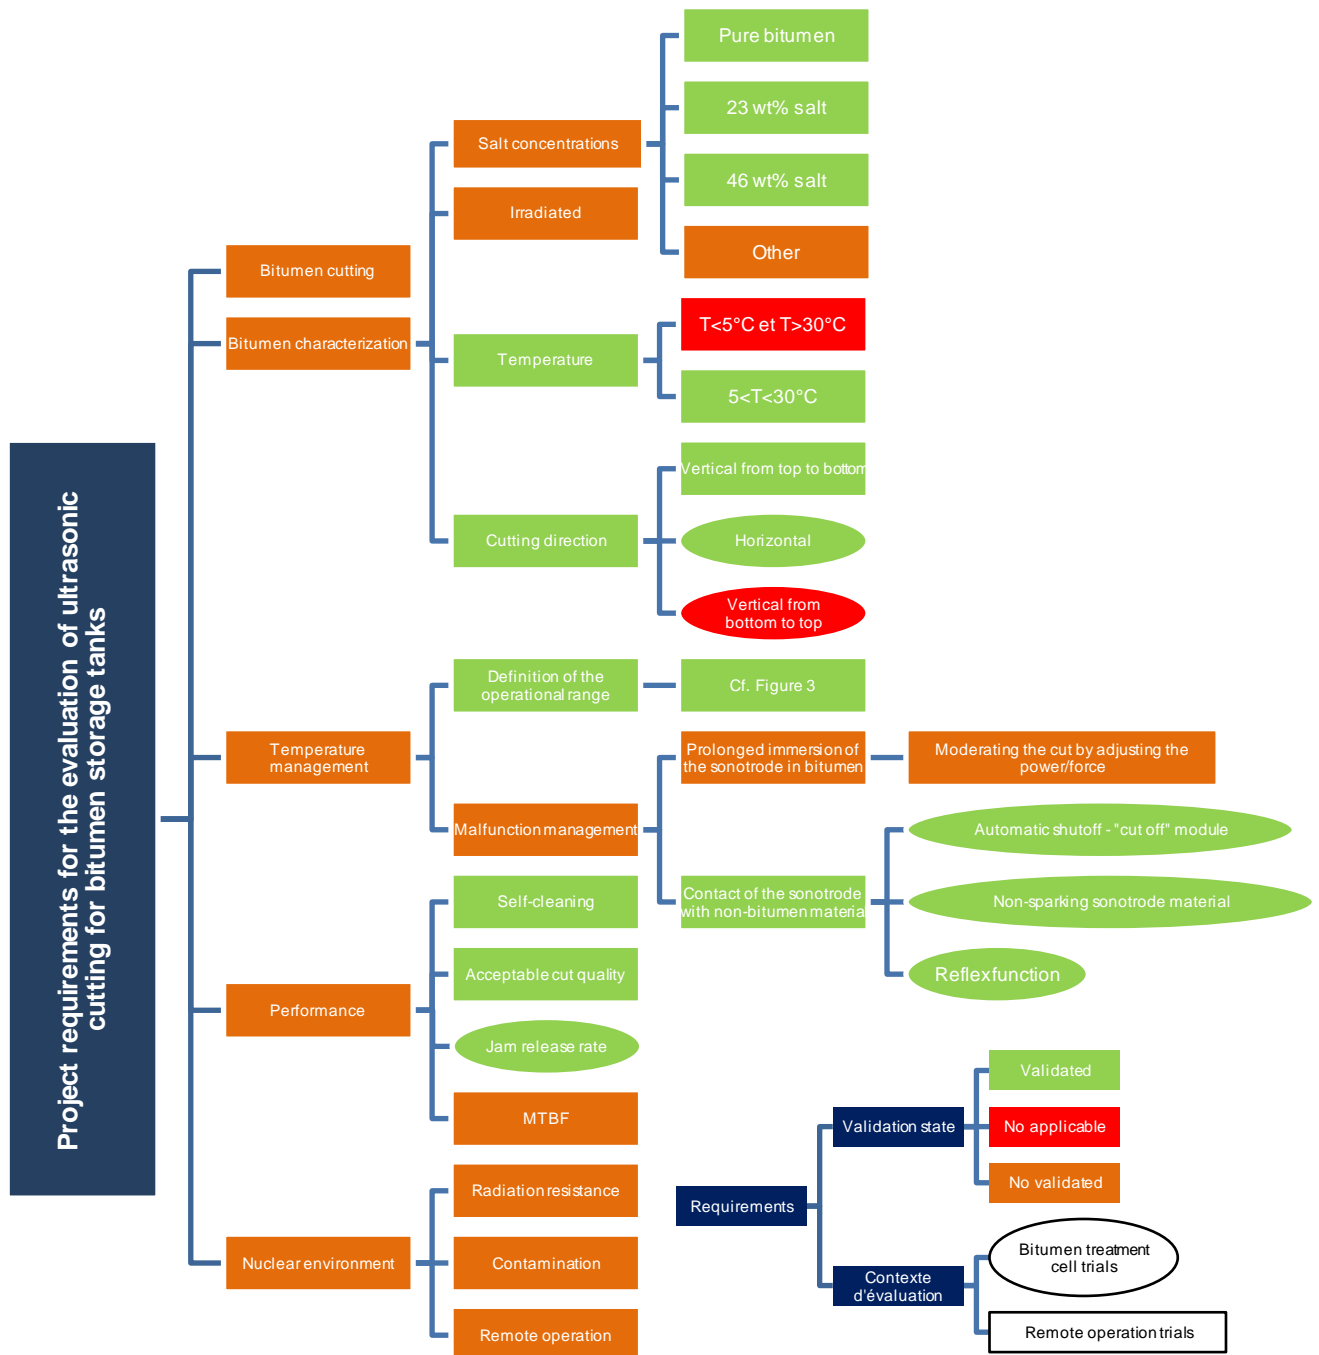 Project requirements for the evaluation of ultrasonic
cutting for bitumen storage tanks
Bitumen cutting
Bitumen characterization
Salt concentrations
Pure bitumen
23 wt% salt
46 wt% salt
Other
Irradiated
Temperature
T<5°C et T>30°C
5<T<30°C
Cutting direction
Vertical from top to bottom
Horizontal
Vertical from
bottom to top
Temperature
management
Definition of the
operational range
Cf. Figure 3
Malfunction management
Prolonged immersion of
the sonotrode in bitumen
Moderating the cut by adjusting the
power/force
Contact of the sonotrode
with non-bitumen material
Automatic shutoff - "cut off" module
Non-sparking sonotrode material
Reflexfunction
Performance
Self-cleaning
Acceptable cut quality
Jam release rate
MTBF
Nuclear environment
Radiation resistance
Contamination
Remote operation
Requirements
Validation state
Validated
No applicable
No validated
Contexte
d'évaluation
Bitumen treatment
cell trials
Remote operation trials